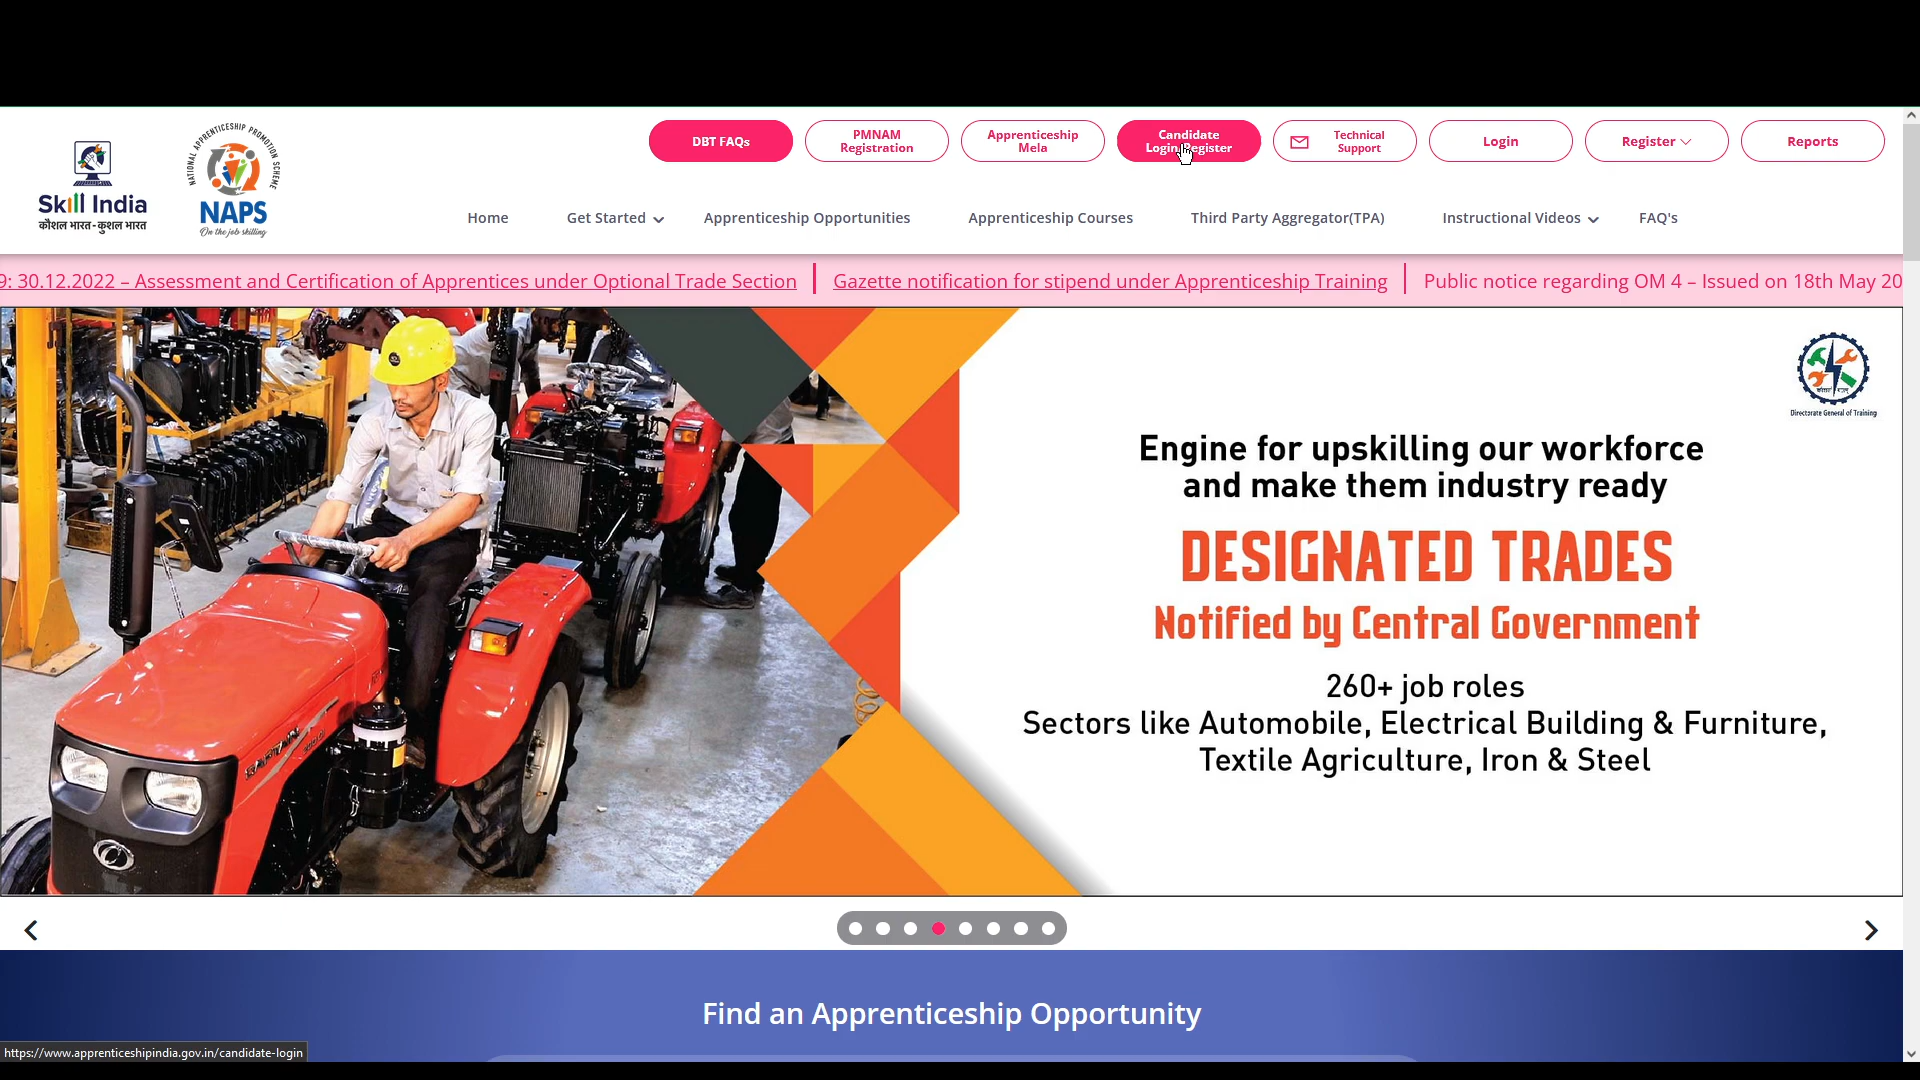 DBT FAQs
PMNAM
Registration
Apprenticeship
Mela
Candidate
Login/Register
Technical
Support
Login
Register
Reports
NATIONAL APPRENTICESHIP PROMOTION SCHEME
Skill India
कौशल भारत-कुशल भारत
NAPS
On the job skilling
Home
Get Started
Apprenticeship Opportunities
Apprenticeship Courses
Third Party Aggregator(TPA)
Instructional Videos
FAQ's
9: 30.12.2022 – Assessment and Certification of Apprentices under Optional Trade Section
Gazette notification for stipend under Apprenticeship Training
Public notice regarding OM 4 – Issued on 18th May 20
Directorate General of Training
Engine for upskilling our workforce
and make them industry ready
DESIGNATED TRADES
Notified by Central Government
260+ job roles
Sectors like Automobile, Electrical Building & Furniture,
Textile Agriculture, Iron & Steel
Find an Apprenticeship Opportunity
https://www.apprenticeshipindia.gov.in/candidate-login